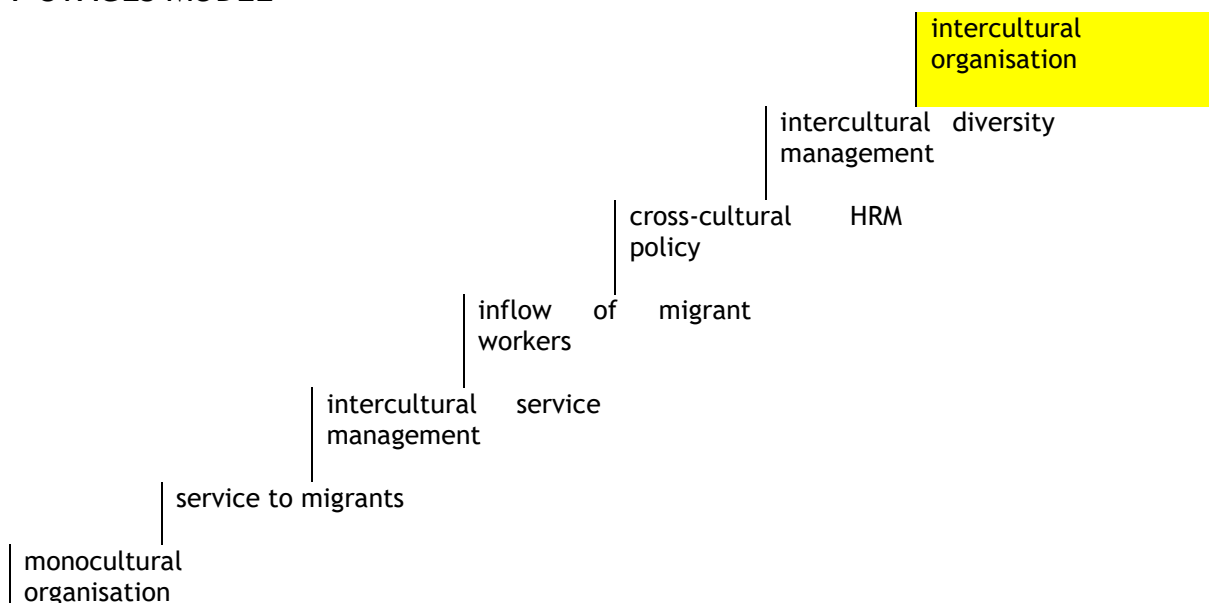 intercultural
organisation
intercultural diversity
management
cross-cultural HRM
policy
inflow of migrant
workers
intercultural service
management
service to migrants
monocultural
organisation